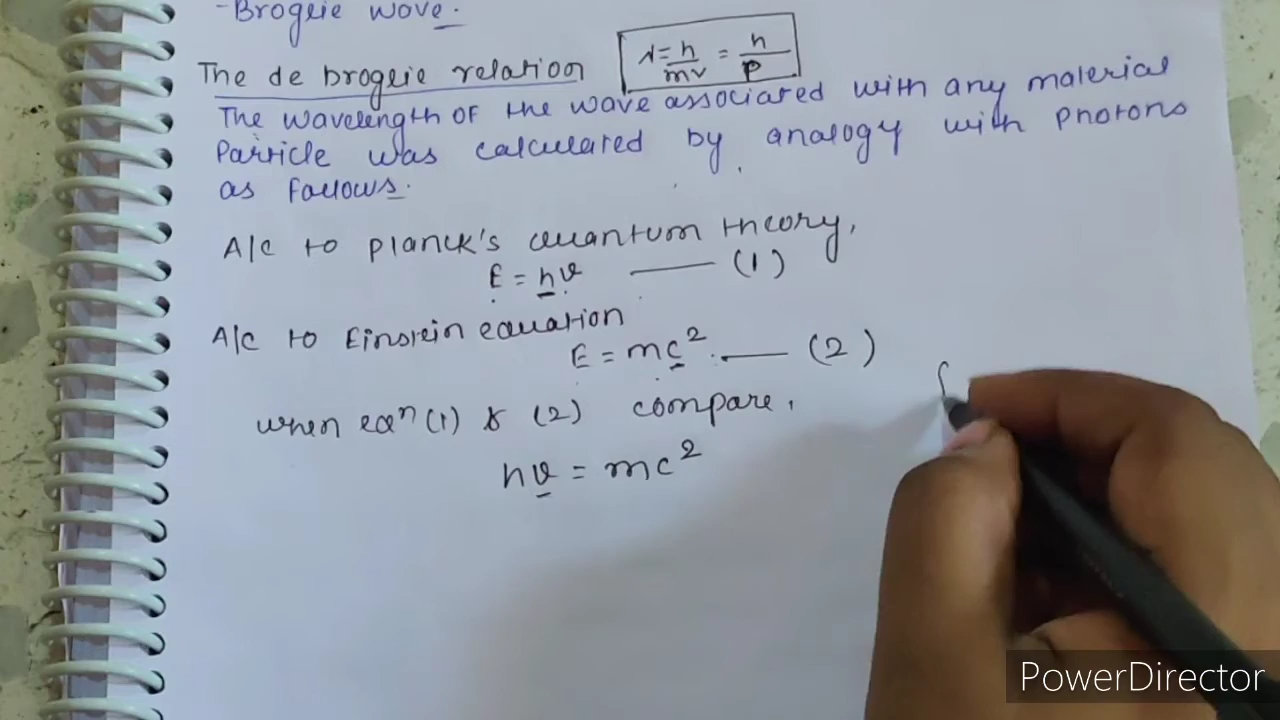 -Broglie wave.
The de broglie relation λ=h/mv = h/p
The wavelength of the wave associated with any material
Particle was calculated by analogy with photons
as follows.
A/c to planck's quantum theory,
E = hν —— (1)
A/c to Einstein equation
E = mc². —— (2)
when eqⁿ (1) & (2) compare,
hν = mc²
PowerDirector